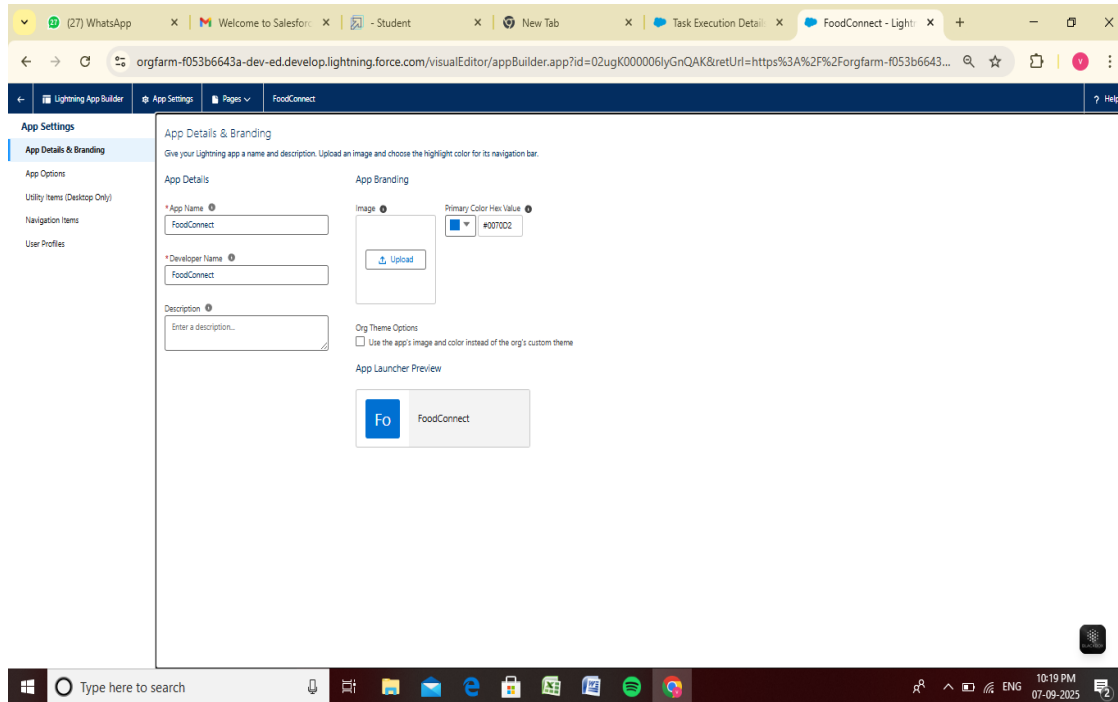 (27) WhatsApp
Welcome to Salesforc
- Student
New Tab
Task Execution Detail
FoodConnect - Lightn
orgfarm-f053b6643a-dev-ed.develop.lightning.force.com/visualEditor/appBuilder.app?id=02ugK000006IyGnQAK&retUrl=https%3A%2F%2Forgfarm-f053b6643...
Lightning App Builder
App Settings
Pages
FoodConnect
? Help
App Settings
App Details & Branding
App Options
Utility Items (Desktop Only)
Navigation Items
User Profiles
App Details & Branding
Give your Lightning app a name and description. Upload an image and choose the highlight color for its navigation bar.
App Details
*App Name
FoodConnect
*Developer Name
FoodConnect
Description
Enter a description...
App Branding
Image
Upload
Primary Color Hex Value
#0070D2
Org Theme Options
Use the app's image and color instead of the org's custom theme
App Launcher Preview
Fo
FoodConnect
Type here to search
ENG
10:19 PM
07-09-2025
2